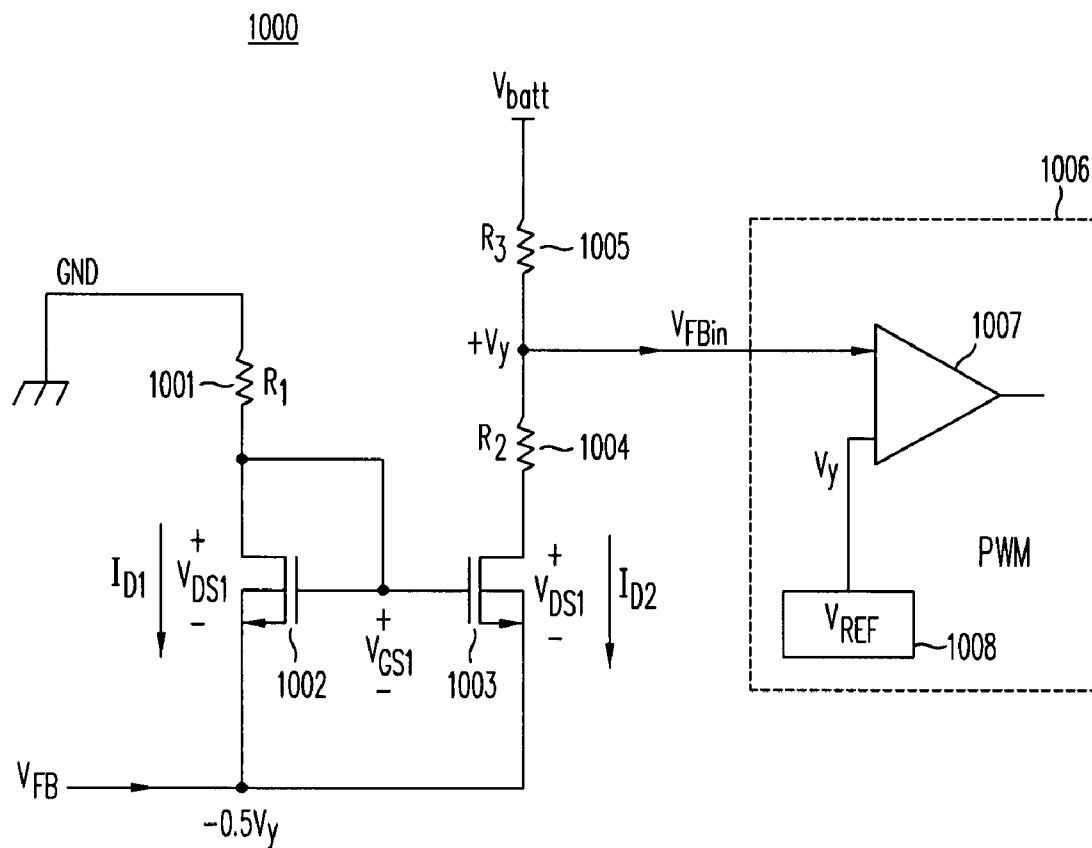 1000
V_batt
1006
R_3
1005
GND
1007
+V_y
V_FBin
1001
R_1
R_2
1004
V_y
PWM
I_D1
+
V_DS1
-
+
V_DS1
-
I_D2
+
V_GS1
-
1002
1003
V_REF
1008
V_FB
-0.5V_y